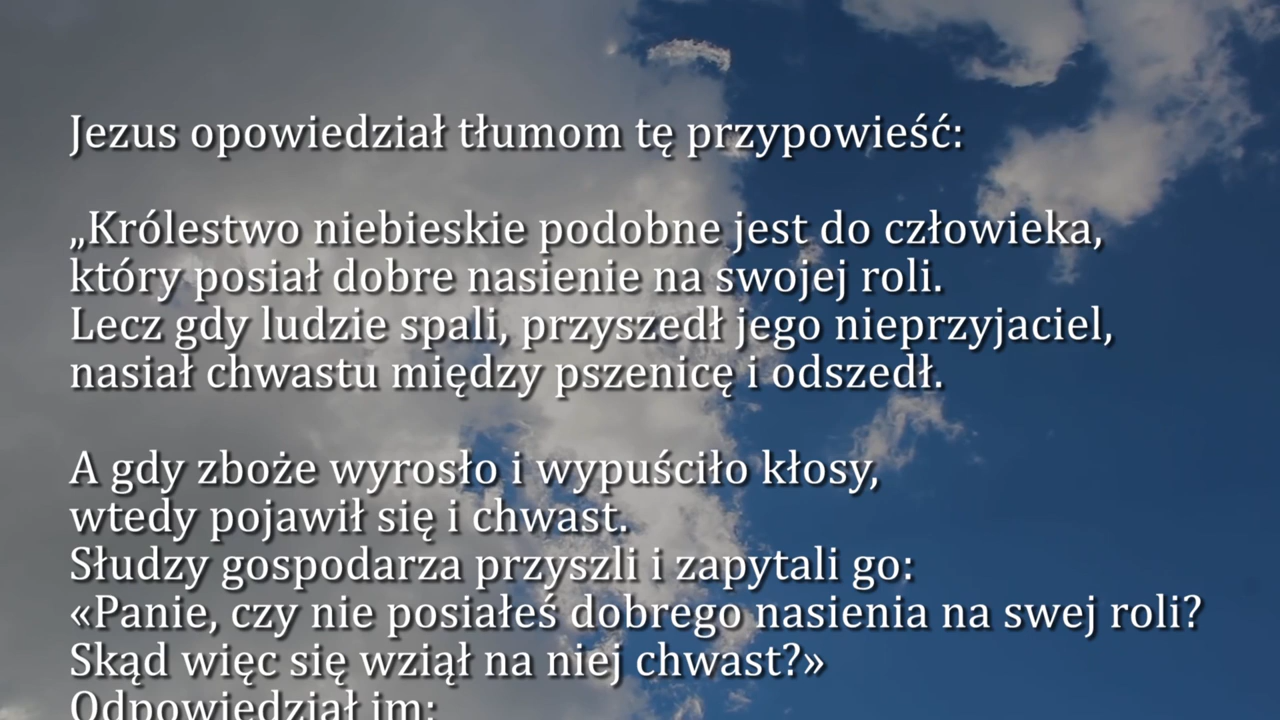 Jezus opowiedział tłumom tę przypowieść:
„Królestwo niebieskie podobne jest do człowieka,
który posiał dobre nasienie na swojej roli.
Lecz gdy ludzie spali, przyszedł jego nieprzyjaciel,
nasiał chwastu między pszenicę i odszedł.
A gdy zboże wyrosło i wypuściło kłosy,
wtedy pojawił się i chwast.
Słudzy gospodarza przyszli i zapytali go:
«Panie, czy nie posiałeś dobrego nasienia na swej roli?
Skąd więc się wziął na niej chwast?»
Odpowiedział im: